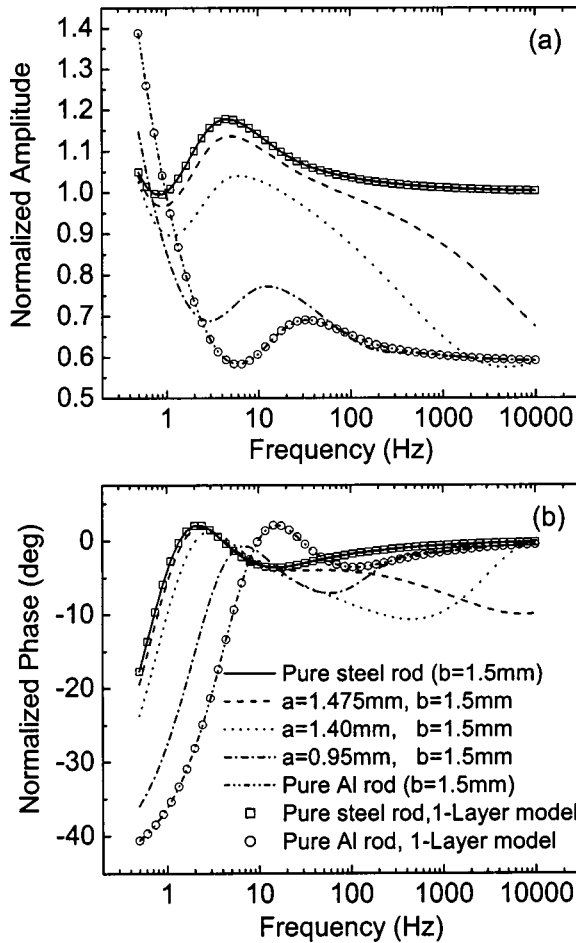 (a)
1.4
1.3
1.2
1.1
1.0
0.9
0.8
0.7
0.6
0.5
Normalized Amplitude
1 10 100 1000 10000
Frequency (Hz)
(b)
0
-10
-20
-30
-40
Normalized Phase (deg)
Pure steel rod (b=1.5mm)
a=1.475mm, b=1.5mm
a=1.40mm, b=1.5mm
a=0.95mm, b=1.5mm
Pure Al rod (b=1.5mm)
Pure steel rod,1-Layer model
Pure Al rod, 1-Layer model
1 10 100 1000 10000
Frequency (Hz)